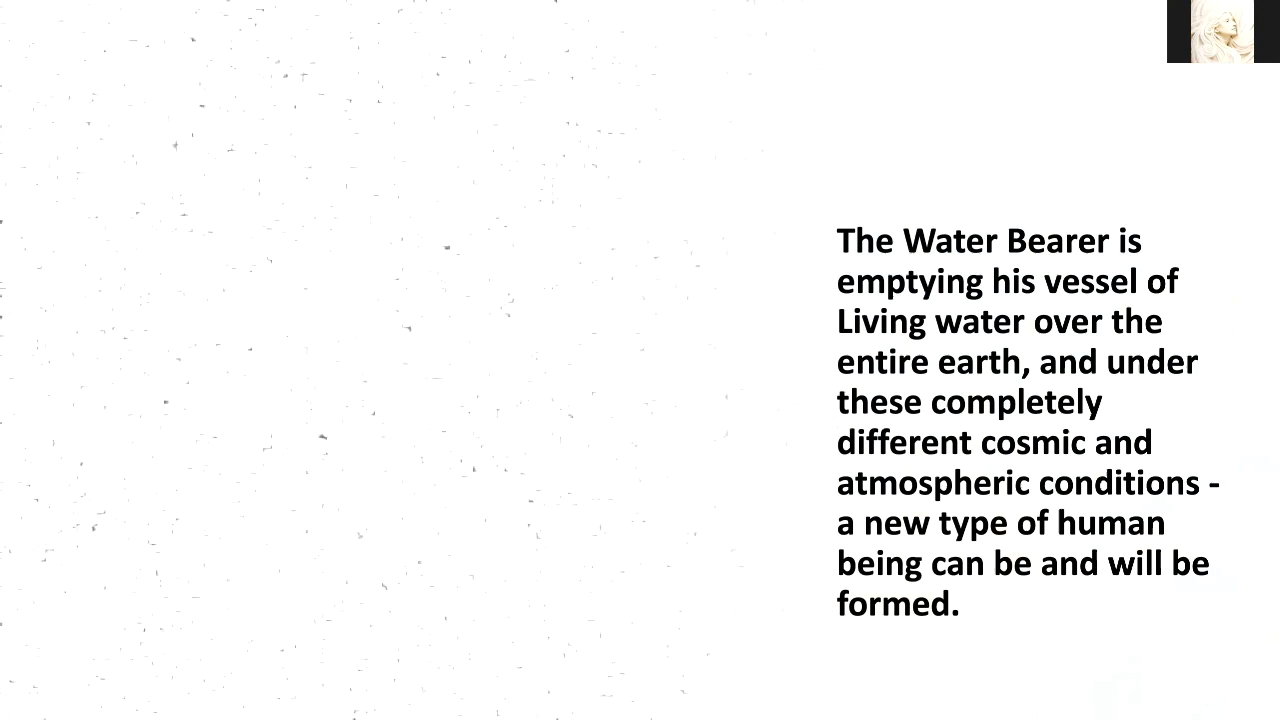 The Water Bearer is
emptying his vessel of
Living water over the
entire earth, and under
these completely
different cosmic and
atmospheric conditions -
a new type of human
being can be and will be
formed.